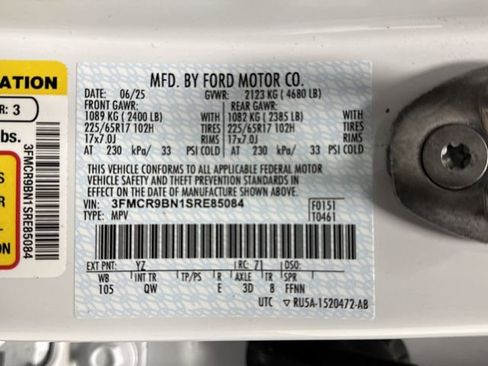 MFD. BY FORD MOTOR CO.
DATE: 06/25 GVWR: 2123 KG ( 4680 LB)
FRONT GAWR: REAR GAWR:
1089 KG ( 2400 LB) 1082 KG ( 2385 LB)
225/65R17 102H TIRES 225/65R17 102H TIRES
17x7.0J RIMS 17x7.0J RIMS
AT 230 kPa/ 33 PSI COLD AT 230 kPa/ 33 PSI COLD
THIS VEHICLE CONFORMS TO ALL APPLICABLE FEDERAL MOTOR
VEHICLE SAFETY AND THEFT PREVENTION STANDARDS IN
EFFECT ON THE DATE OF MANUFACTURE SHOWN ABOVE.
VIN: 3FMCR9BN1SRE85084 F0151
TYPE: MPV T0461
EXT PNT: YZ RC: 71 DSO:
WB INT TR TP/PS R AXLE TR SPR
105 QW E 3D 8 FFNN
UTC ▽ RU5A-1520472-AB
ATION
R: 3
bs.
3FMCR9BN1SRE85084
S